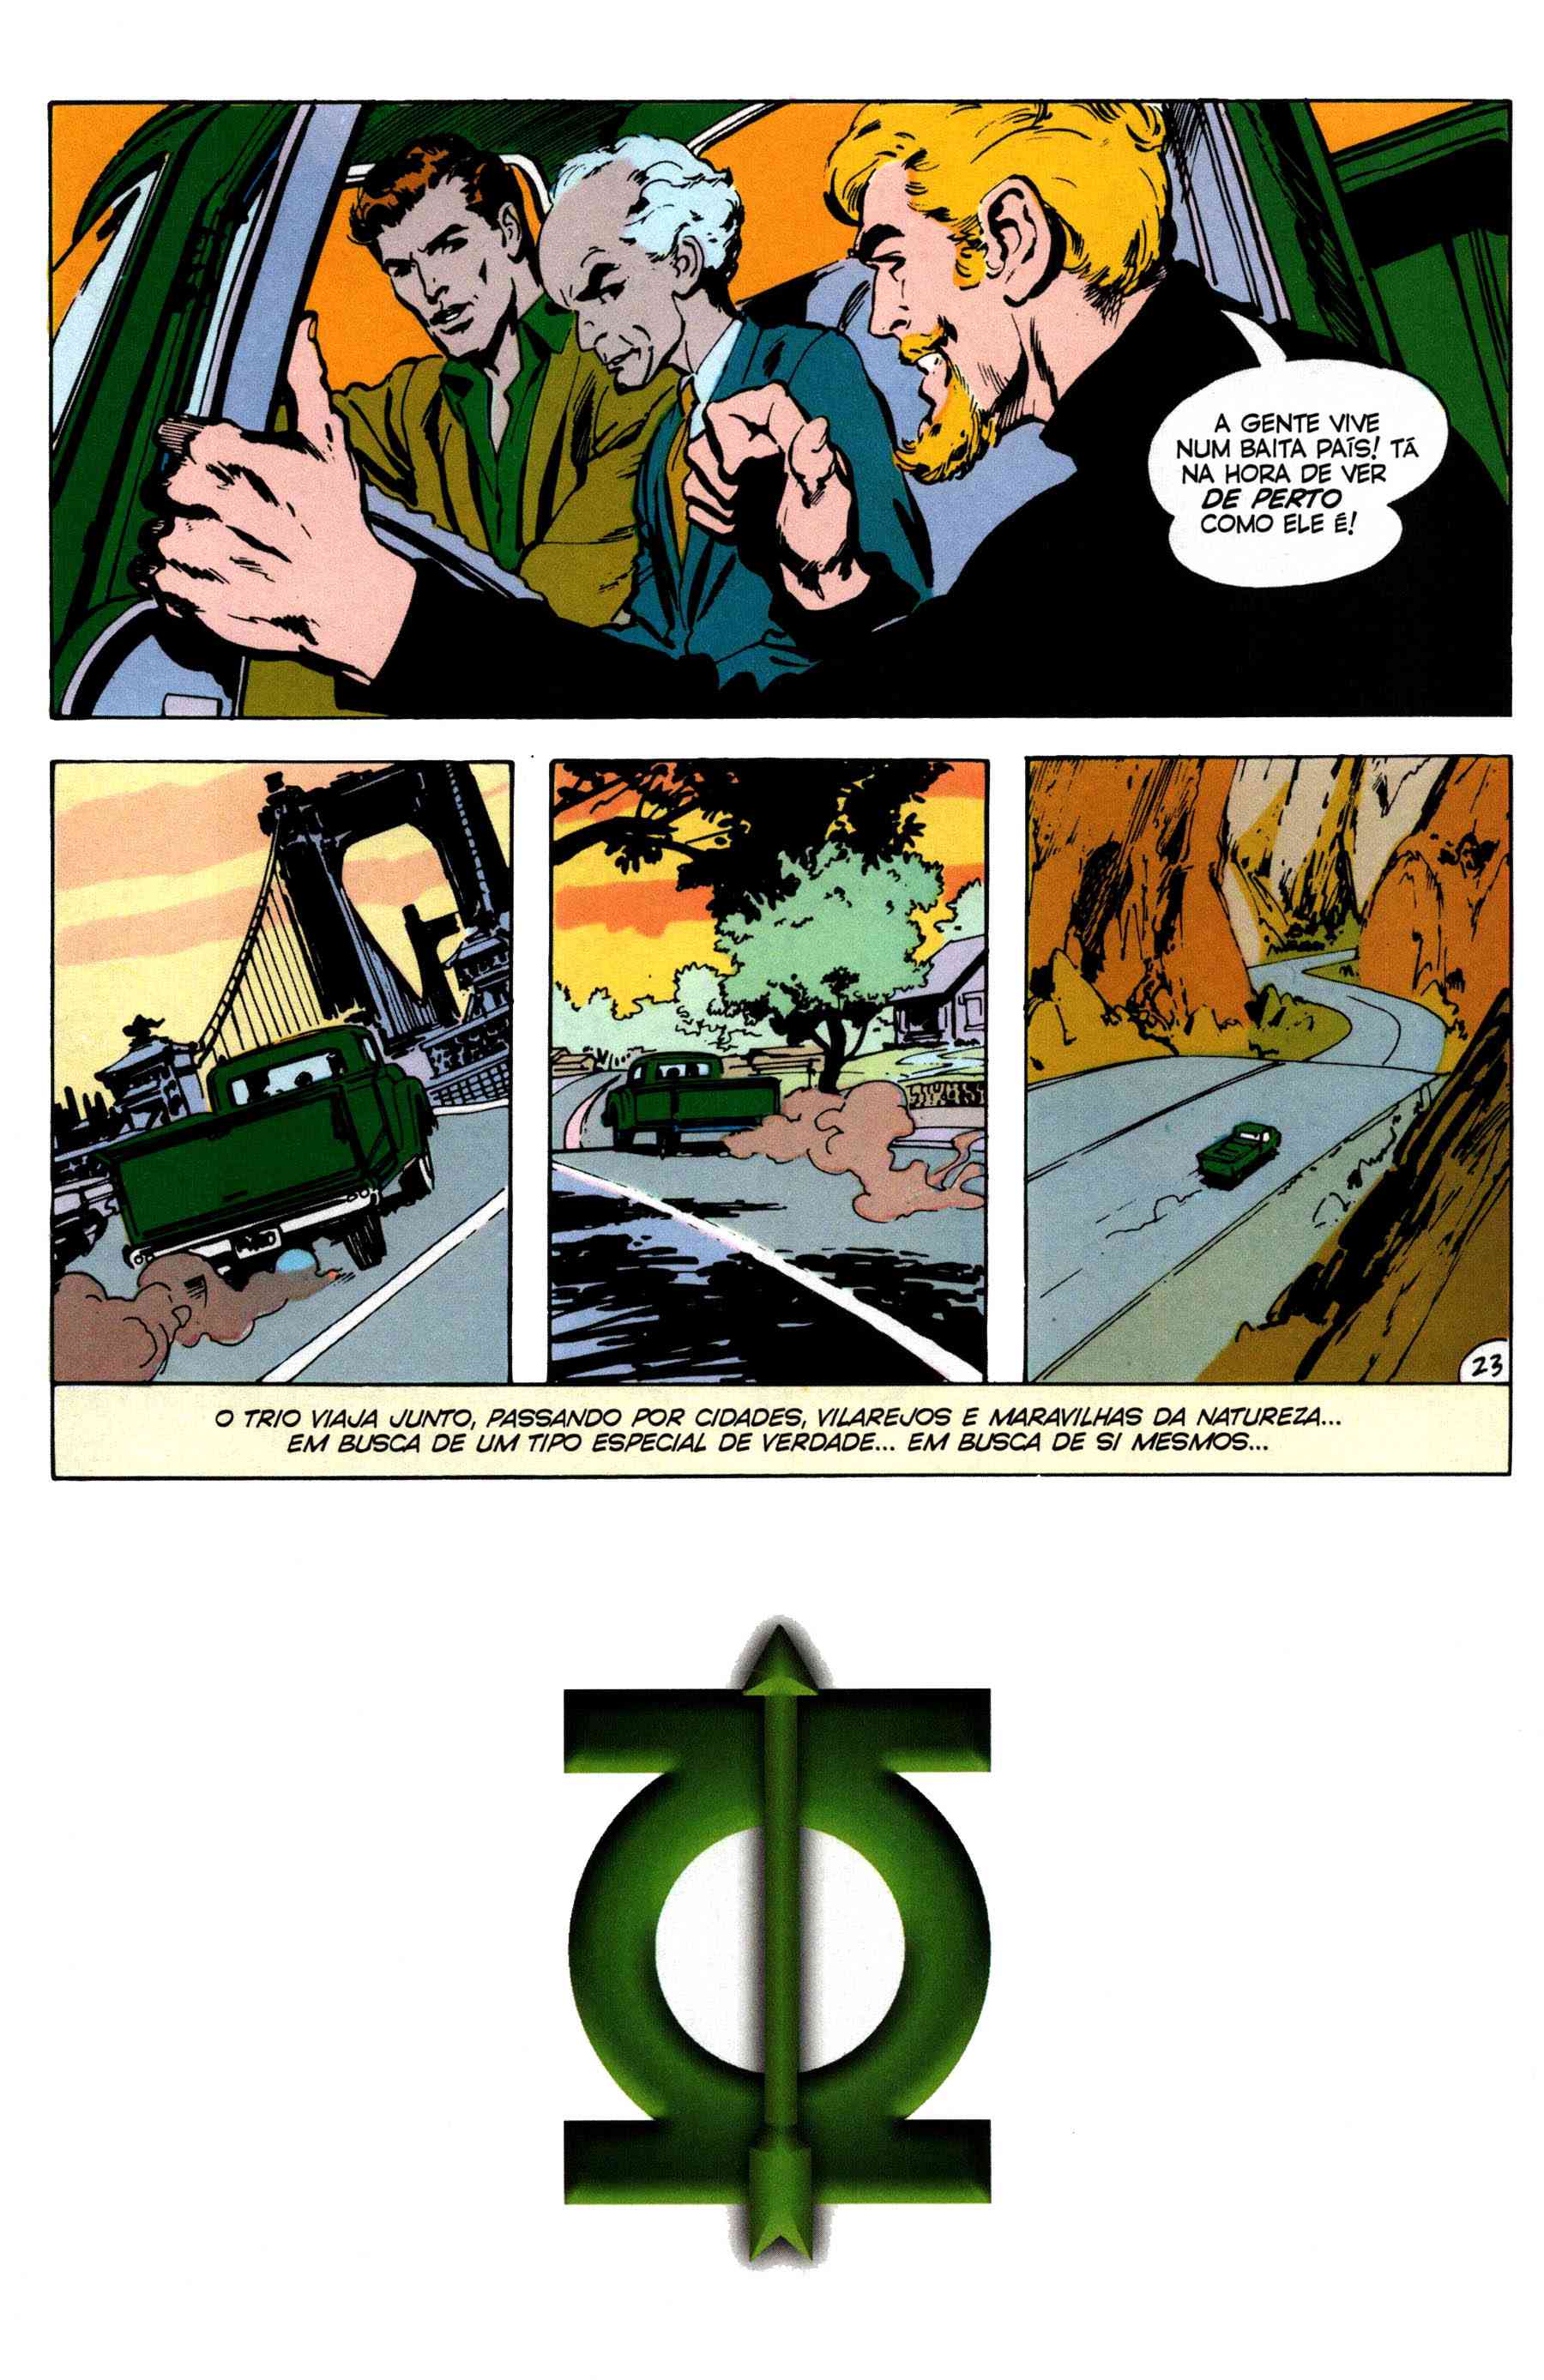 A GENTE VIVE
NUM BAITA PAÍS! TÁ
NA HORA DE VER
DE PERTO
COMO ELE É!
23
O TRIO VIAJA JUNTO, PASSANDO POR CIDADES, VILAREJOS E MARAVILHAS DA NATUREZA...
EM BUSCA DE UM TIPO ESPECIAL DE VERDADE... EM BUSCA DE SI MESMOS...